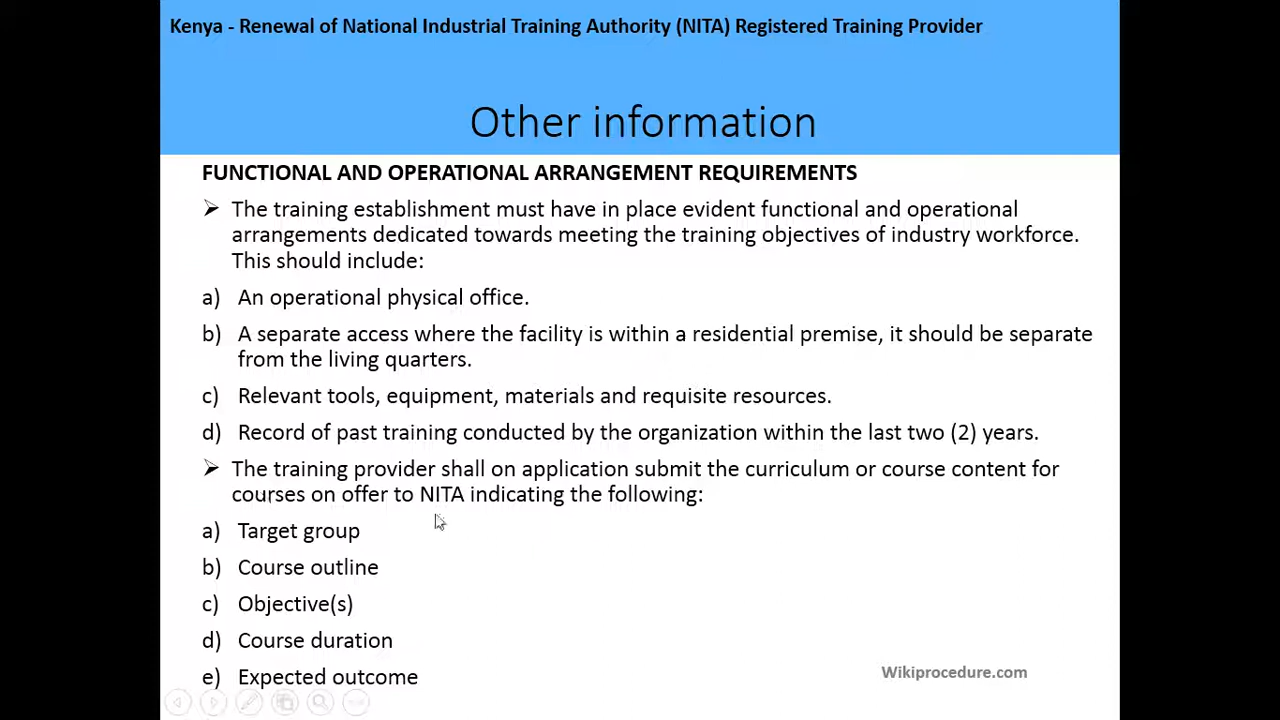 Kenya - Renewal of National Industrial Training Authority (NITA) Registered Training Provider
Other information
FUNCTIONAL AND OPERATIONAL ARRANGEMENT REQUIREMENTS
➢ The training establishment must have in place evident functional and operational
arrangements dedicated towards meeting the training objectives of industry workforce.
This should include:
a) An operational physical office.
b) A separate access where the facility is within a residential premise, it should be separate
from the living quarters.
c) Relevant tools, equipment, materials and requisite resources.
d) Record of past training conducted by the organization within the last two (2) years.
➢ The training provider shall on application submit the curriculum or course content for
courses on offer to NITA indicating the following:
a) Target group
b) Course outline
c) Objective(s)
d) Course duration
e) Expected outcome
Wikiprocedure.com